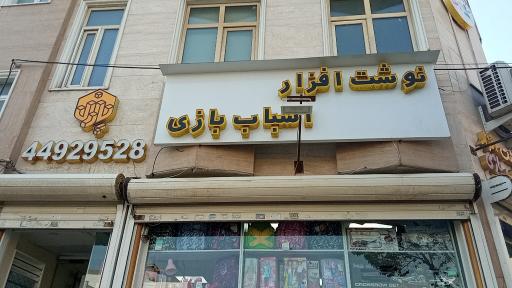 نوشت افزار
اسباب بازی
44929528